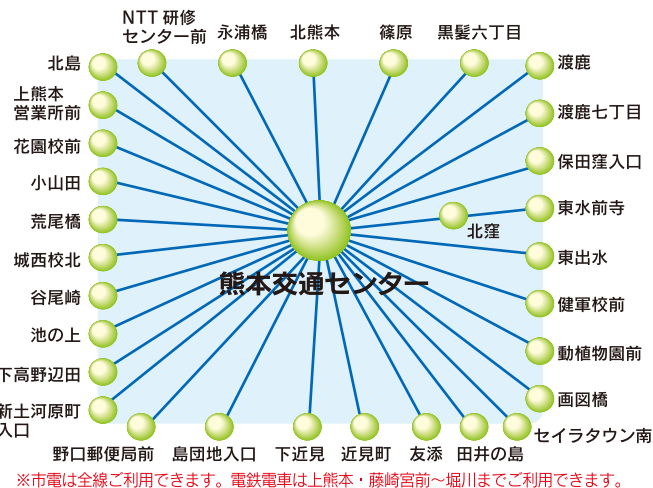 NTT 研修
センター前
永浦橋
北熊本
篠原
黒髪六丁目
北島
渡鹿
上熊本
営業所前
渡鹿七丁目
花園校前
保田窪入口
小山田
東水前寺
荒尾橋
北窪
城西校北
東出水
熊本交通センター
谷尾崎
健軍校前
池の上
動植物園前
下高野辺田
画図橋
新土河原町
入口
セイラタウン南
野口郵便局前
島団地入口
下近見
近見町
友添
田井の島
※市電は全線ご利用できます。電鉄電車は上熊本・藤崎宮前～堀川までご利用できます。